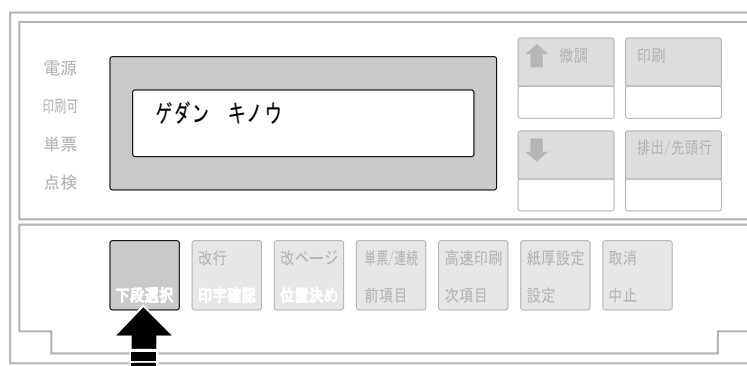 電源
印刷可
単票
点検
ゲダン キノウ
微調
印刷
排出/先頭行
下段選択
改行
印字確認
改ページ
位置決め
単票/連続
前項目
高速印刷
次項目
紙厚設定
設定
取消
中止